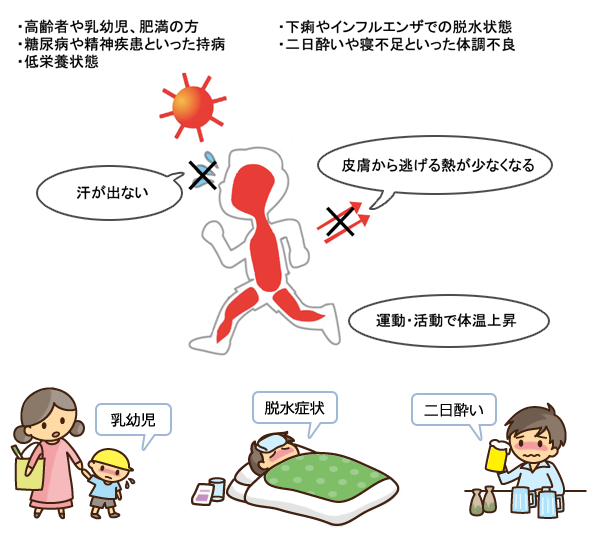 ・高齢者や乳幼児、肥満の方
・糖尿病や精神疾患といった持病
・低栄養状態
・下痢やインフルエンザでの脱水状態
・二日酔いや寝不足といった体調不良
汗が出ない
皮膚から逃げる熱が少なくなる
運動・活動で体温上昇
乳幼児
脱水症状
二日酔い